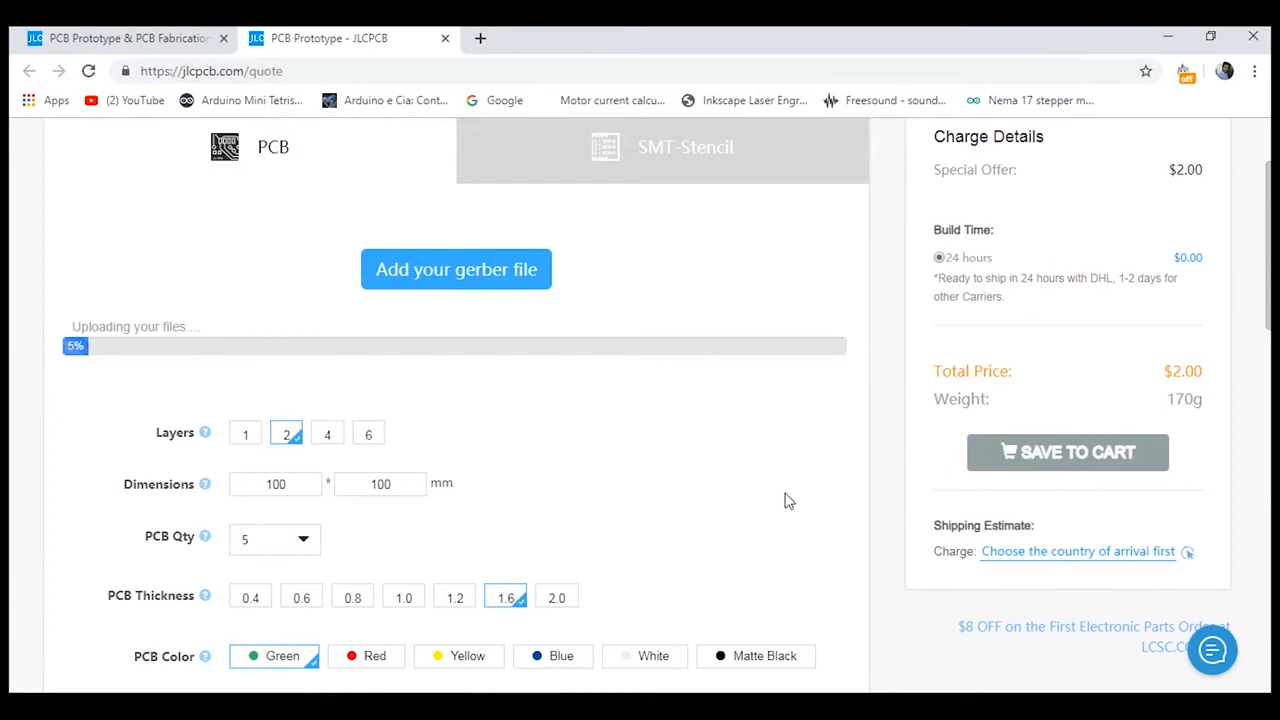 JLC PCB Prototype & PCB Fabrication
JLC PCB Prototype - JLCPCB
https://jlcpcb.com/quote
off
Apps
(2) YouTube
Arduino Mini Tetris...
Arduino e Cia: Cont...
Google
Motor current calcu...
Inkscape Laser Engr...
Freesound - sound...
Nema 17 stepper m...
PCB
SMT-Stencil
Add your gerber file
Uploading your files....
5%
Layers ? 1 2 4 6
Dimensions ? 100 * 100 mm
PCB Qty ? 5
PCB Thickness ? 0.4 0.6 0.8 1.0 1.2 1.6 2.0
PCB Color ? Green Red Yellow Blue White Matte Black
Charge Details
Special Offer: $2.00
Build Time:
24 hours $0.00
*Ready to ship in 24 hours with DHL, 1-2 days for
other Carriers.
Total Price: $2.00
Weight: 170g
SAVE TO CART
Shipping Estimate:
Charge: Choose the country of arrival first
$8 OFF on the First Electronic Parts Order at